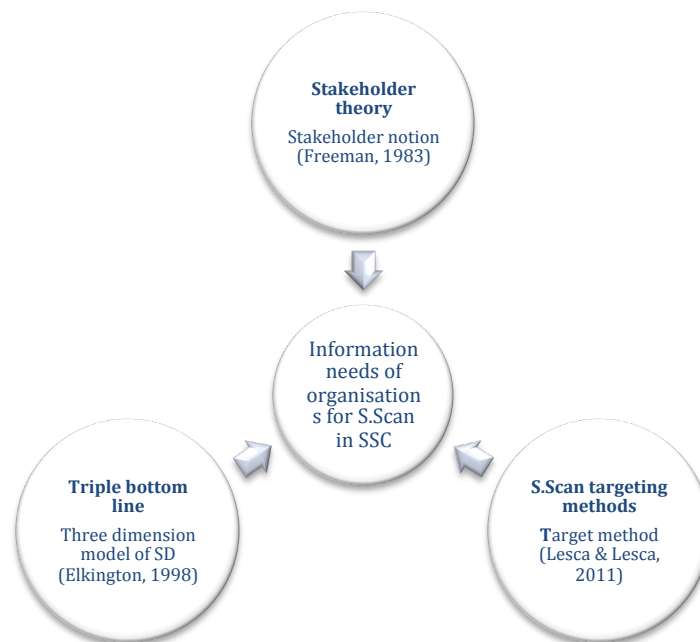 Stakeholder
theory
Stakeholder notion
(Freeman, 1983)
Information
needs of
organisation
s for S.Scan
in SSC
Triple bottom
line
Three dimension
model of SD
(Elkington, 1998)
S.Scan targeting
methods
Target method
(Lesca & Lesca,
2011)